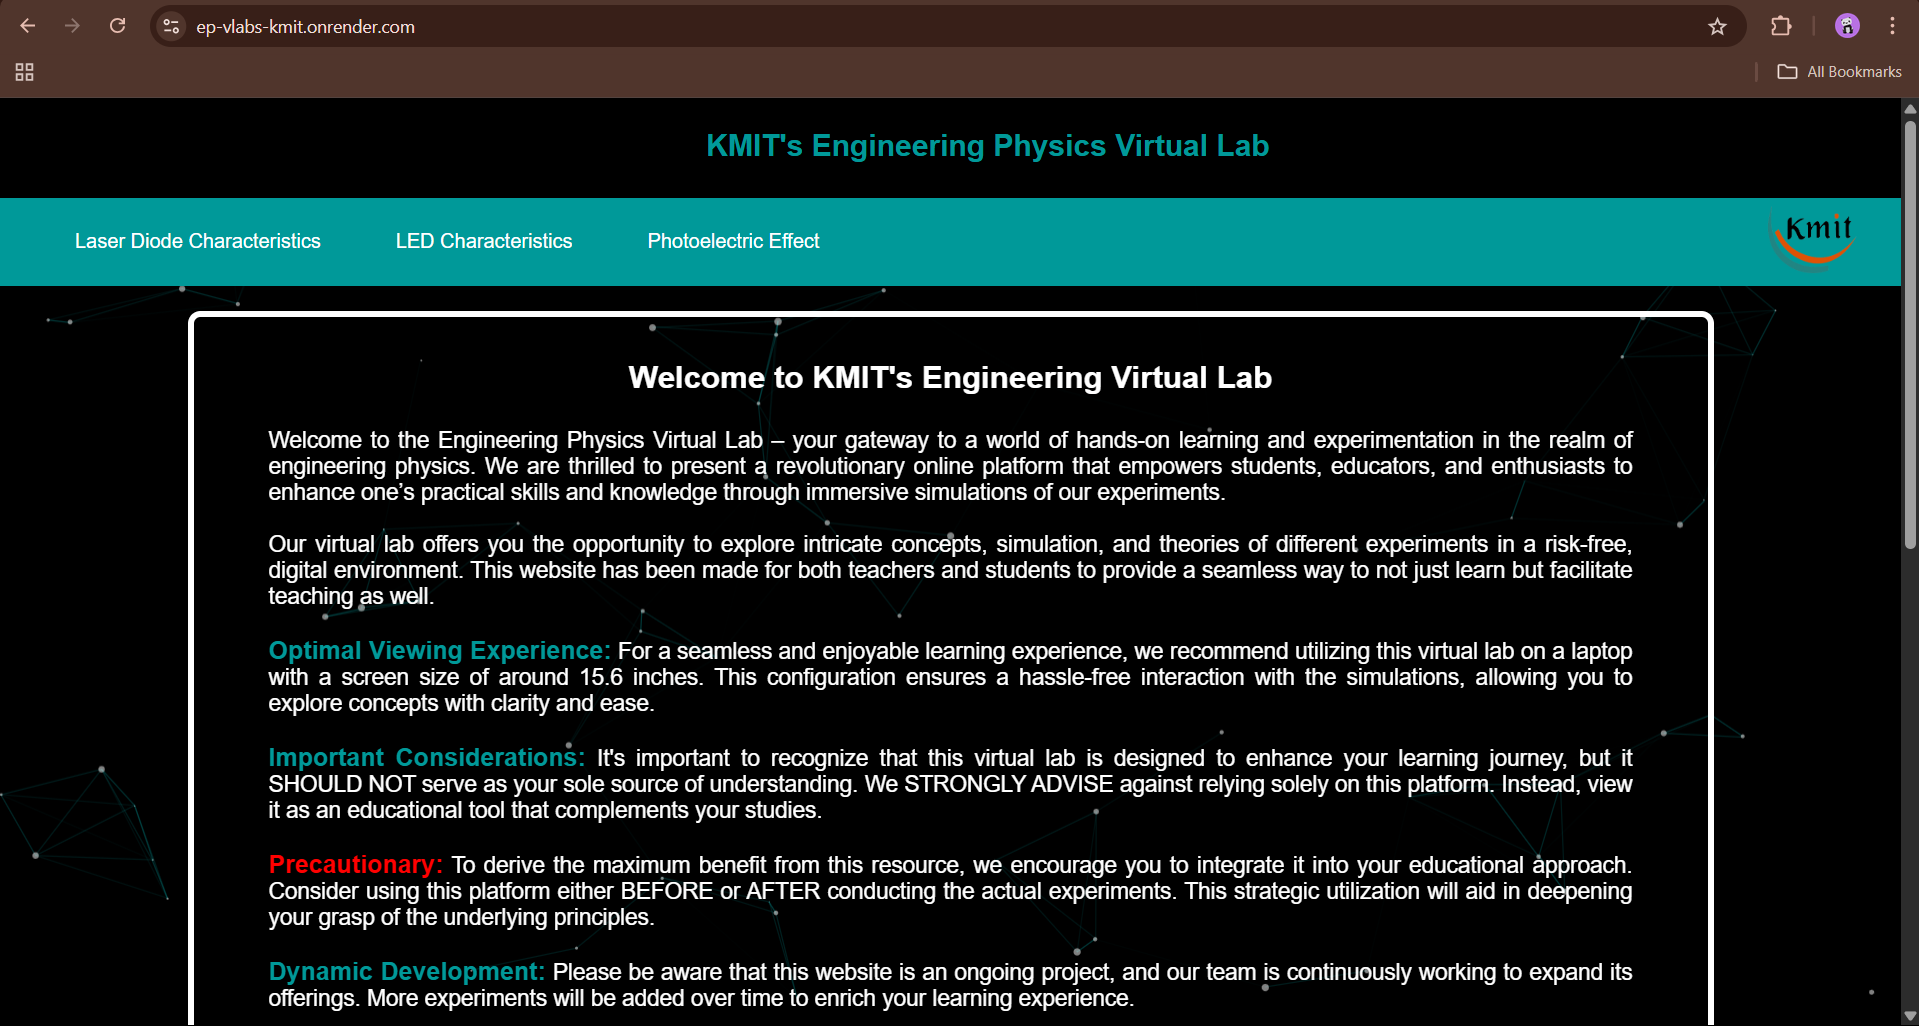 ep-vlabs-kmit.onrender.com
All Bookmarks
KMIT's Engineering Physics Virtual Lab
Laser Diode Characteristics
LED Characteristics
Photoelectric Effect
Kmit
Welcome to KMIT's Engineering Virtual Lab
Welcome to the Engineering Physics Virtual Lab – your gateway to a world of hands-on learning and experimentation in the realm of
engineering physics. We are thrilled to present a revolutionary online platform that empowers students, educators, and enthusiasts to
enhance one’s practical skills and knowledge through immersive simulations of our experiments.
Our virtual lab offers you the opportunity to explore intricate concepts, simulation, and theories of different experiments in a risk-free,
digital environment. This website has been made for both teachers and students to provide a seamless way to not just learn but facilitate
teaching as well.
Optimal Viewing Experience: For a seamless and enjoyable learning experience, we recommend utilizing this virtual lab on a laptop
with a screen size of around 15.6 inches. This configuration ensures a hassle-free interaction with the simulations, allowing you to
explore concepts with clarity and ease.
Important Considerations: It's important to recognize that this virtual lab is designed to enhance your learning journey, but it
SHOULD NOT serve as your sole source of understanding. We STRONGLY ADVISE against relying solely on this platform. Instead, view
it as an educational tool that complements your studies.
Precautionary: To derive the maximum benefit from this resource, we encourage you to integrate it into your educational approach.
Consider using this platform either BEFORE or AFTER conducting the actual experiments. This strategic utilization will aid in deepening
your grasp of the underlying principles.
Dynamic Development: Please be aware that this website is an ongoing project, and our team is continuously working to expand its
offerings. More experiments will be added over time to enrich your learning experience.